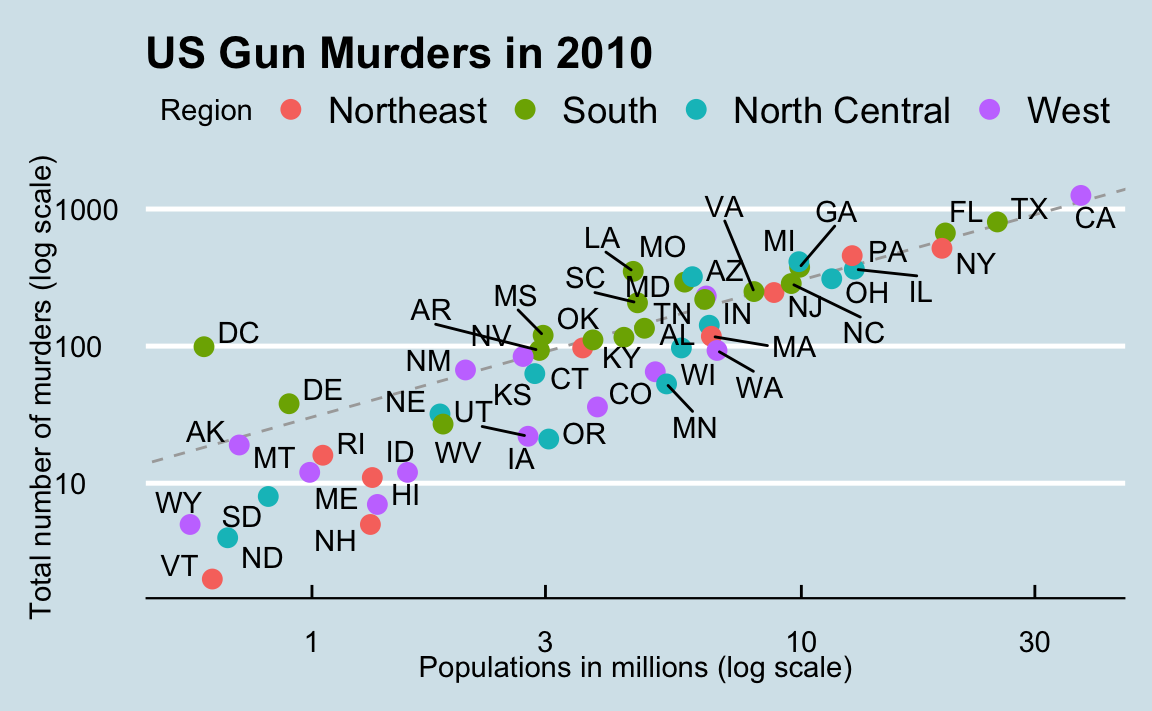 US Gun Murders in 2010
Region Northeast South North Central West
Total number of murders (log scale)
1000
100
10
VA
GA
FL
TX
CA
LA
MO
MI
PA
NY
SC
MD
AZ
OH
IL
MS
AR
OK
TN
IN
NJ
NC
DC
NV
AL
MA
NM
KY
CT
WI
WA
DE
KS
CO
NE
UT
MN
AK
RI
OR
WV
IA
MT
ID
WY
ME
HI
SD
NH
ND
VT
1 3 10 30
Populations in millions (log scale)